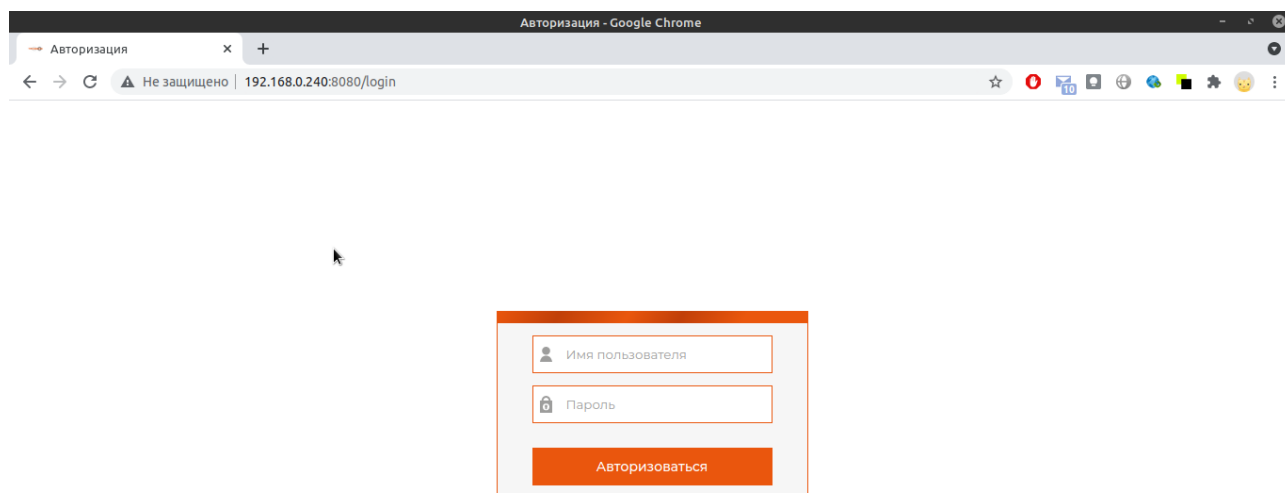 Авторизация - Google Chrome
Авторизация
Не защищено 192.168.0.240:8080/login
10
Имя пользователя
Пароль
Авторизоваться